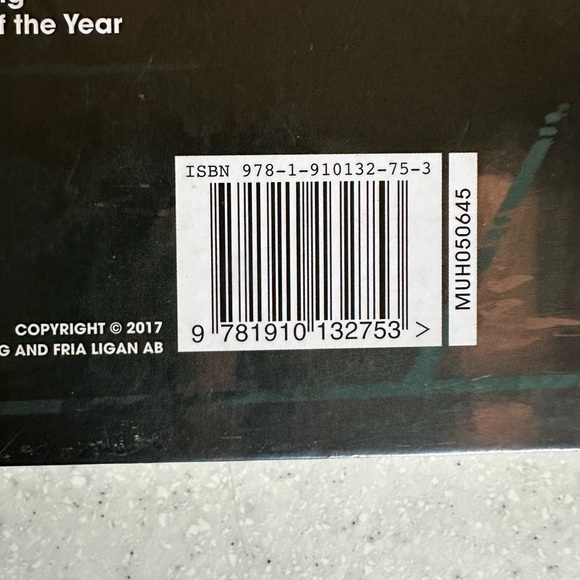 f the Year
ISBN 978-1-910132-75-3
9 781910 132753 >
MUH050645
COPYRIGHT © 2017
G AND FRIA LIGAN AB